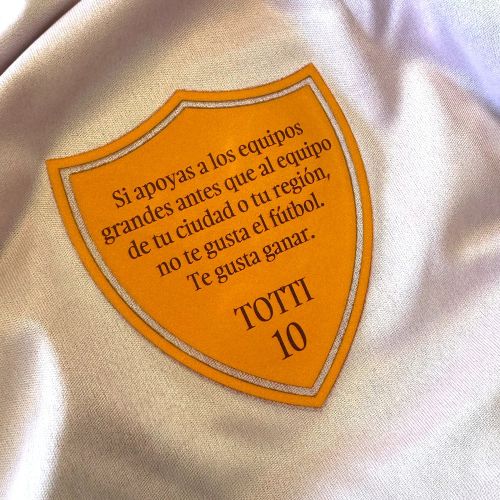 Si apoyas a los equipos
grandes antes que al equipo
de tu ciudad o tu región,
no te gusta el fútbol.
Te gusta ganar.
TOTTI
10